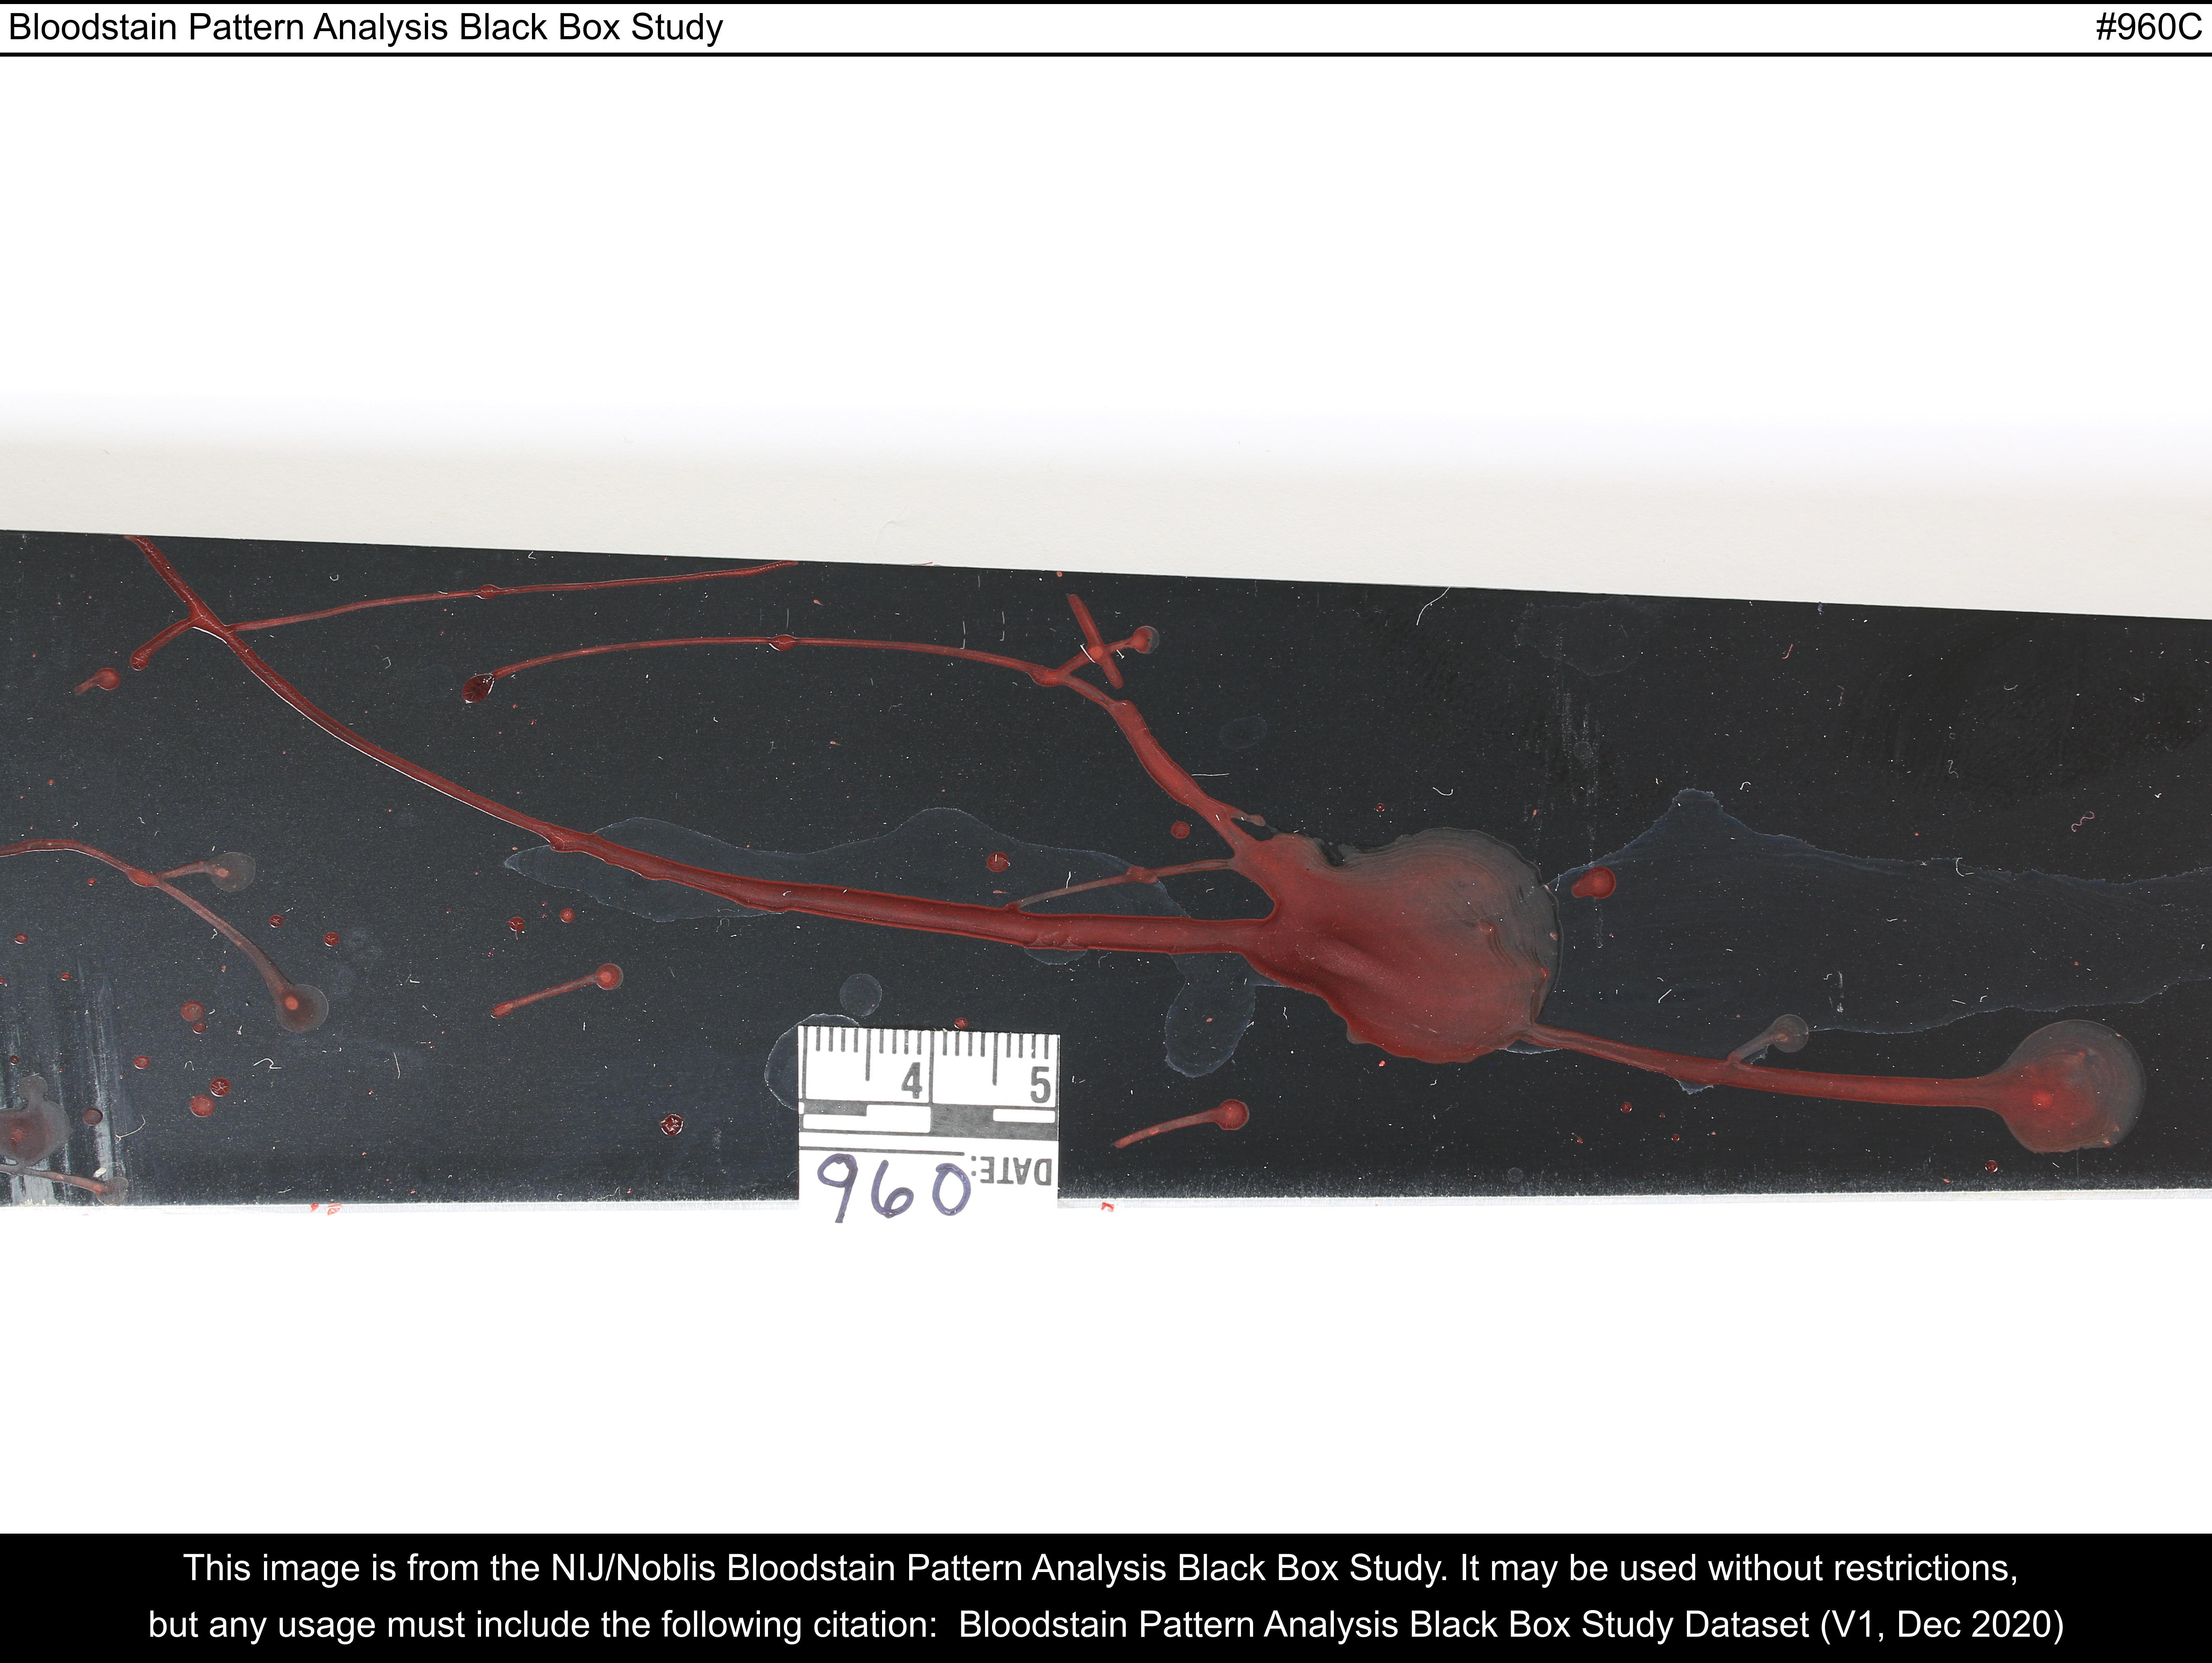 Bloodstain Pattern Analysis Black Box Study #960C
4 5
DATE:
960
This image is from the NIJ/Noblis Bloodstain Pattern Analysis Black Box Study. It may be used without restrictions,
but any usage must include the following citation:  Bloodstain Pattern Analysis Black Box Study Dataset (V1, Dec 2020)